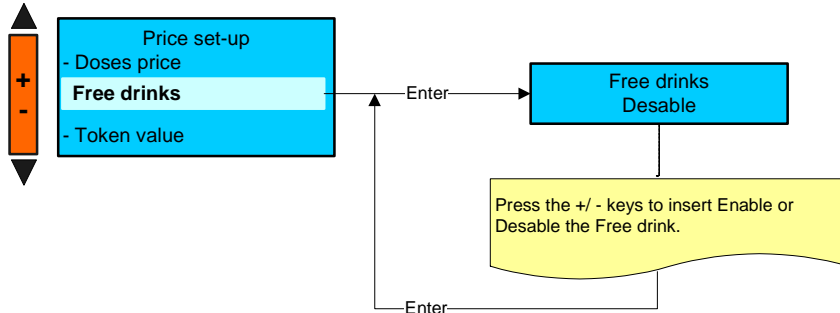 +
-
Price set-up
- Doses price
Free drinks
- Token value
Enter
Free drinks
Desable
Press the +/ - keys to insert Enable or
Desable the Free drink.
Enter